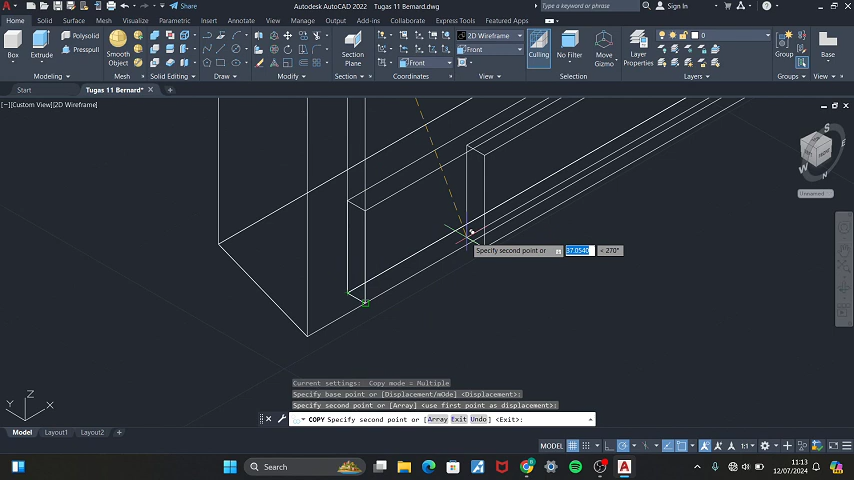 Share
Autodesk AutoCAD 2022 Tugas 11 Bernard.dwg
Type a keyword or phrase
Sign In
Home Solid Surface Mesh Visualize Parametric Insert Annotate View Manage Output Add-ins Collaborate Express Tools Featured Apps
Box
Extrude
Polysolid
Presspull
Smooth Object
Section Plane
2D Wireframe
Front
Front
Culling
No Filter
Move Gizmo
Layer Properties
0
Group
Base
Modeling
Mesh
Solid Editing
Draw
Modify
Section
Coordinates
View
Selection
Layers
Groups
View
Start
Tugas 11 Bernard*
[−][Custom View][2D Wireframe]
S
W
Unnamed
Specify second point or
37.0540
< 270°
Z
Y
X
Current settings: Copy mode = Multiple
Specify base point or [Displacement/mOde] <Displacement>:
Specify second point or [Array] <use first point as displacement>:
COPY Specify second point or [Array Exit Undo] <Exit>:
Model Layout1 Layout2 +
MODEL
1:1
Search
11:13
12/07/2024